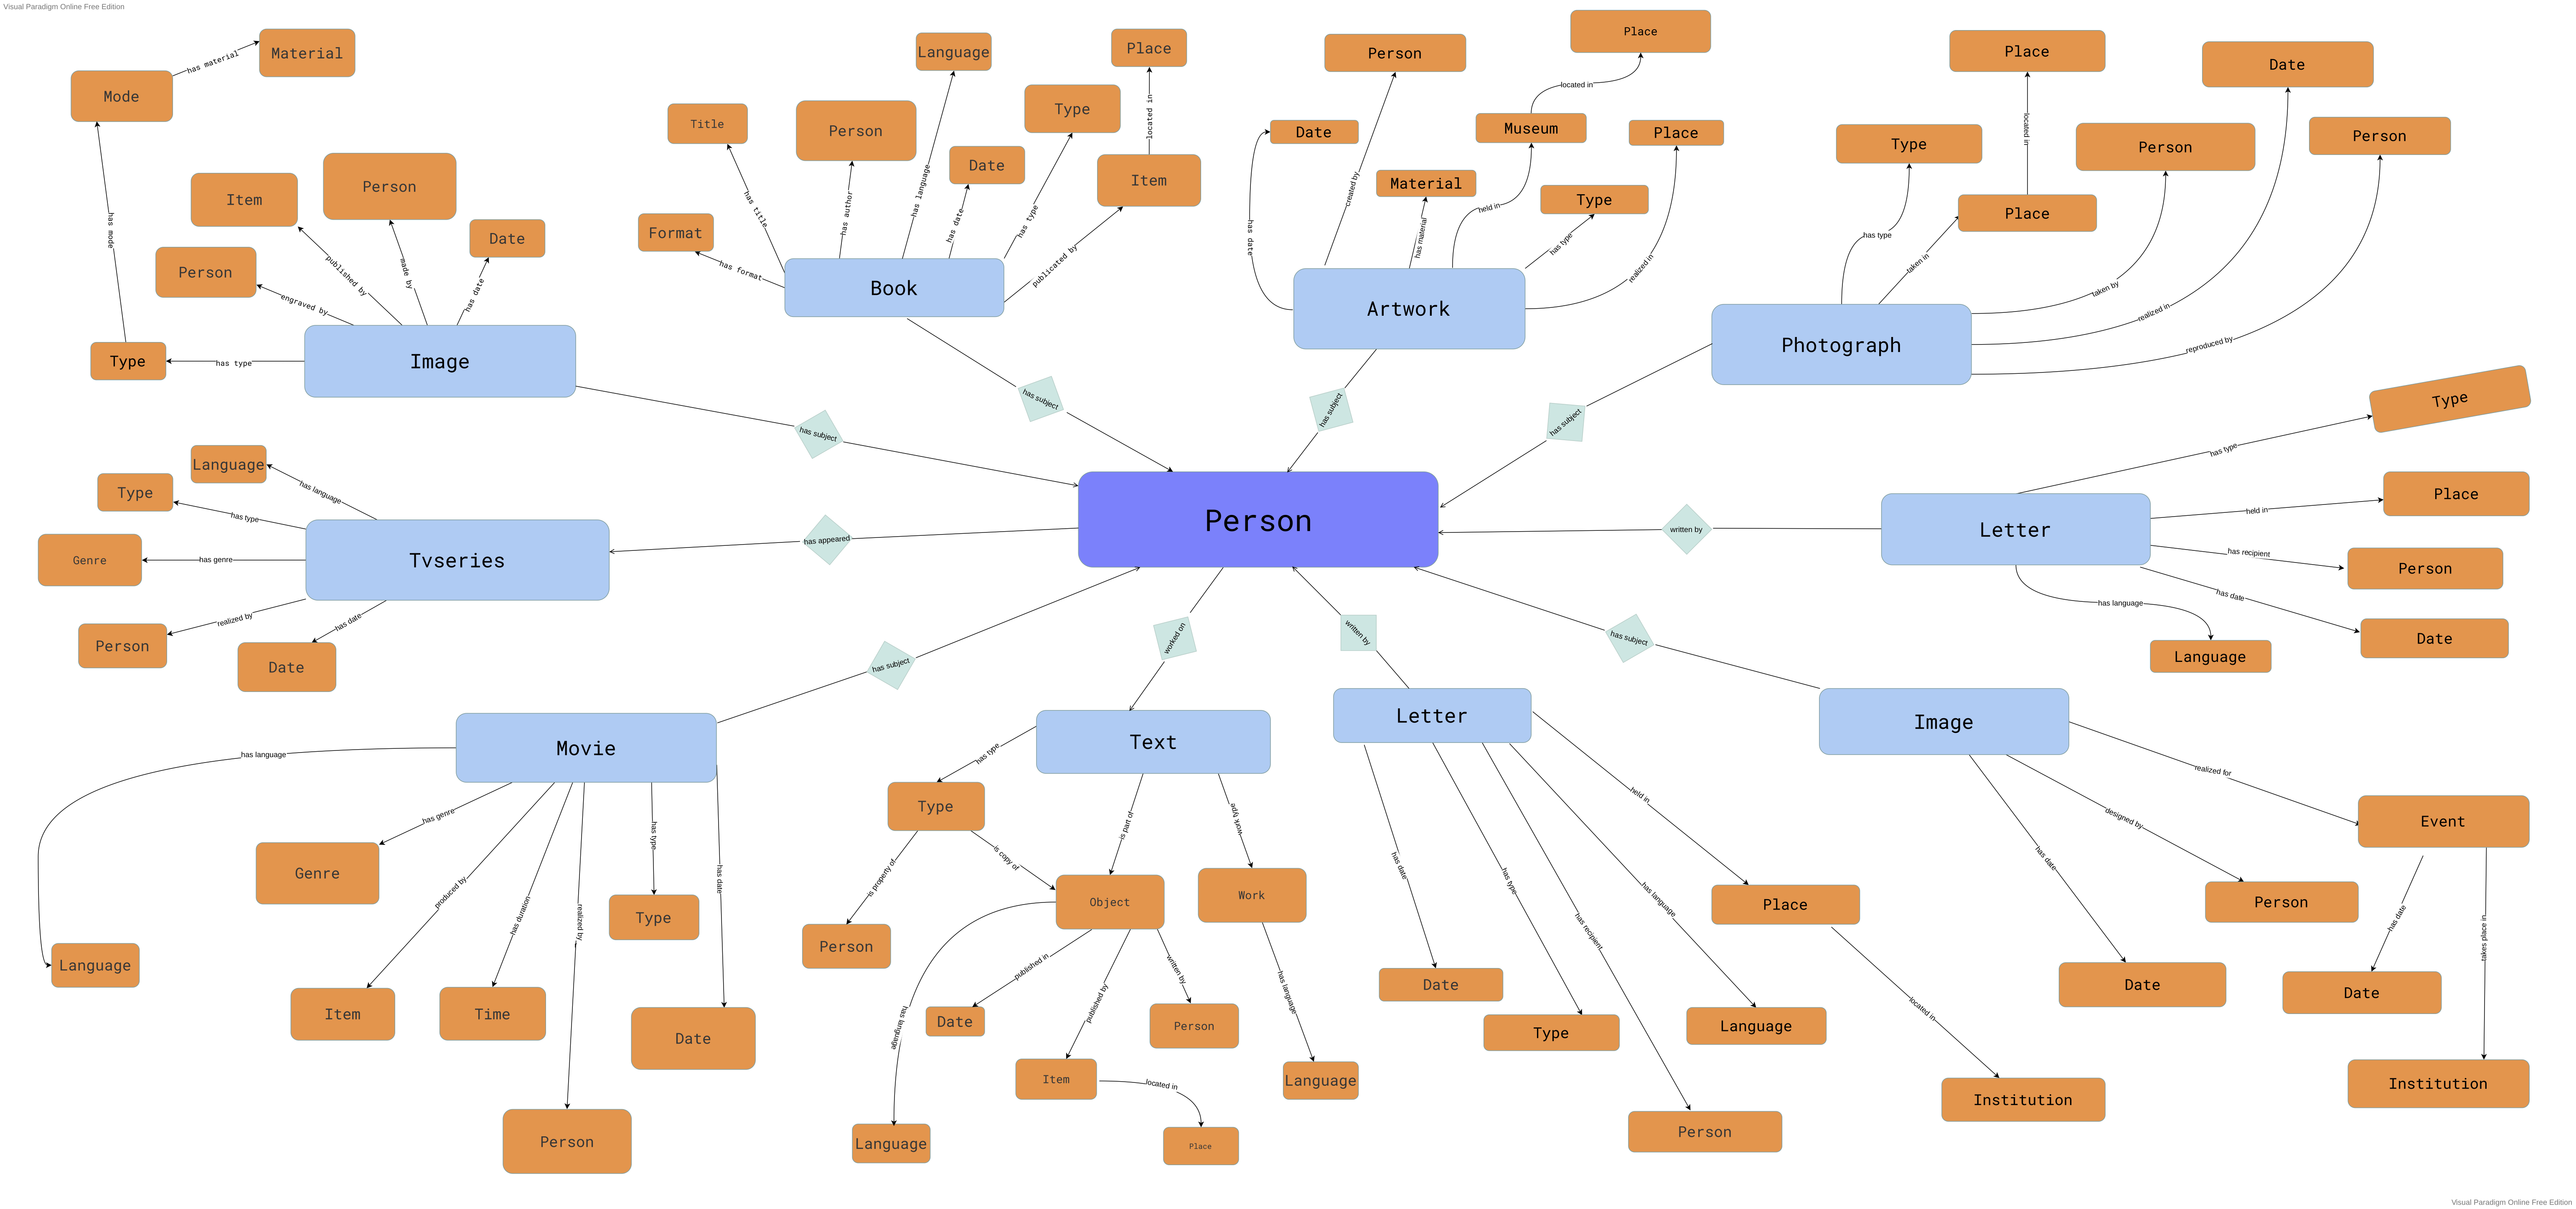 Visual Paradigm Online Free Edition
Material
has material
Mode
has mode
Item
Person
Person
Date
engraved by
published by
made by
has date
Type
has type
Image
has subject
Language
Place
Title
Person
Type
Date
Item
located in
Format
has title
has author
has language
has date
has type
publicated by
has format
Book
has subject
Place
Person
located in
Date
Museum
Place
Material
Type
created by
held in
has date
has material
has type
realized in
Artwork
has subject
Place
Date
Type
located in
Person
Person
Place
has type
taken in
taken by
realized in
reproduced by
Photograph
has subject
Type
has type
Place
held in
Letter
written by
has recipient
Person
has date
Date
has language
Language
Person
Language
has language
Type
has type
Genre
has genre
Tvseries
has appeared
realized by
Person
has date
Date
has subject
Movie
has language
has genre
Genre
produced by
has duration
realized by
has type
Type
has date
Language
Item
Time
Date
Person
worked on
Text
has type
Type
is part of
work type
is property of
is copy of
Object
Work
Person
published in
published by
written by
has language
has language
Date
Person
Item
located in
Language
Language
Place
written by
Letter
has date
has type
has recipient
has language
held in
Place
Date
Type
Language
located in
Institution
Person
has subject
Image
realized for
designed by
has date
Event
Person
has date
takes place in
Date
Date
Institution
Visual Paradigm Online Free Edition